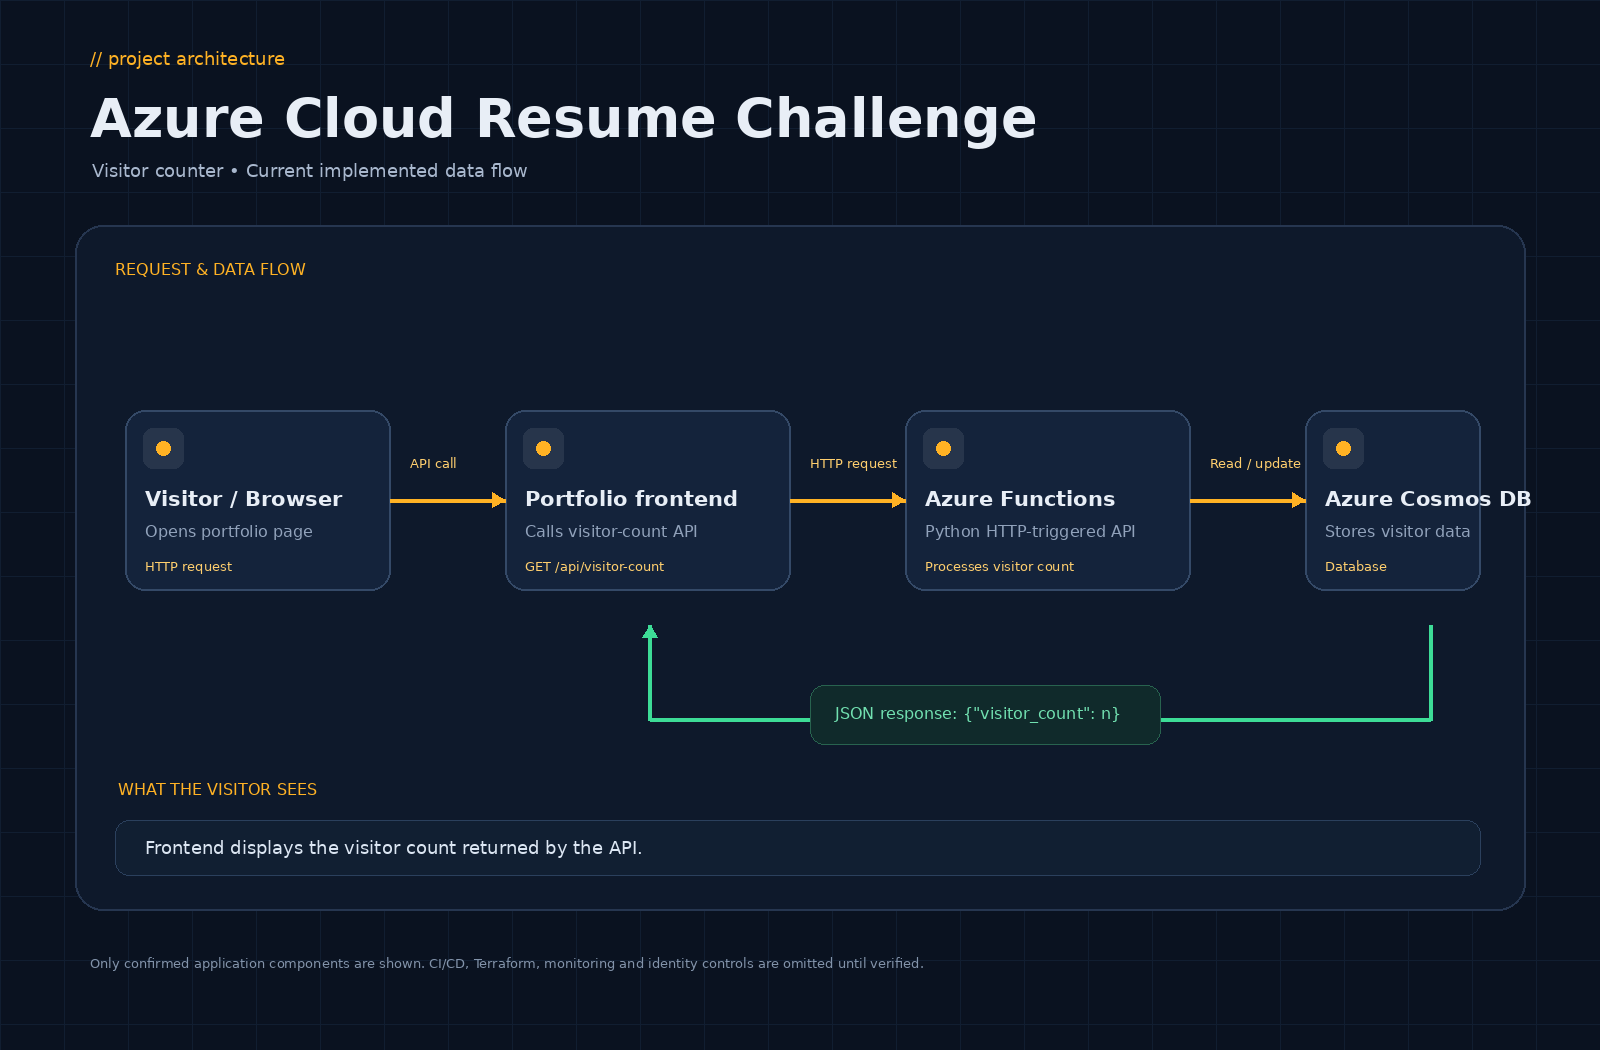 // project architecture
Azure Cloud Resume Challenge
Visitor counter • Current implemented data flow
REQUEST & DATA FLOW
Visitor / Browser
Opens portfolio page
HTTP request
API call
Portfolio frontend
Calls visitor-count API
GET /api/visitor-count
HTTP request
Azure Functions
Python HTTP-triggered API
Processes visitor count
Read / update
Azure Cosmos DB
Stores visitor data
Database
JSON response: {"visitor_count": n}
WHAT THE VISITOR SEES
Frontend displays the visitor count returned by the API.
Only confirmed application components are shown. CI/CD, Terraform, monitoring and identity controls are omitted until verified.